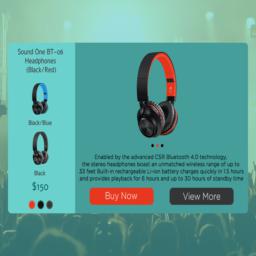 Sound One BT-06
Headphones
(Black/Red)
Black/Blue
Black
$150
Enabled by the advanced CSR Bluetooth 4.0 technology,
the stereo headphones boast an unmatched wireless range of up to
33 feet Built-in rechargeable Li-ion battery charges quickly in 1.5 hours
and provides playback for 6 hours and up to 30 hours of standby time
Buy Now
View More